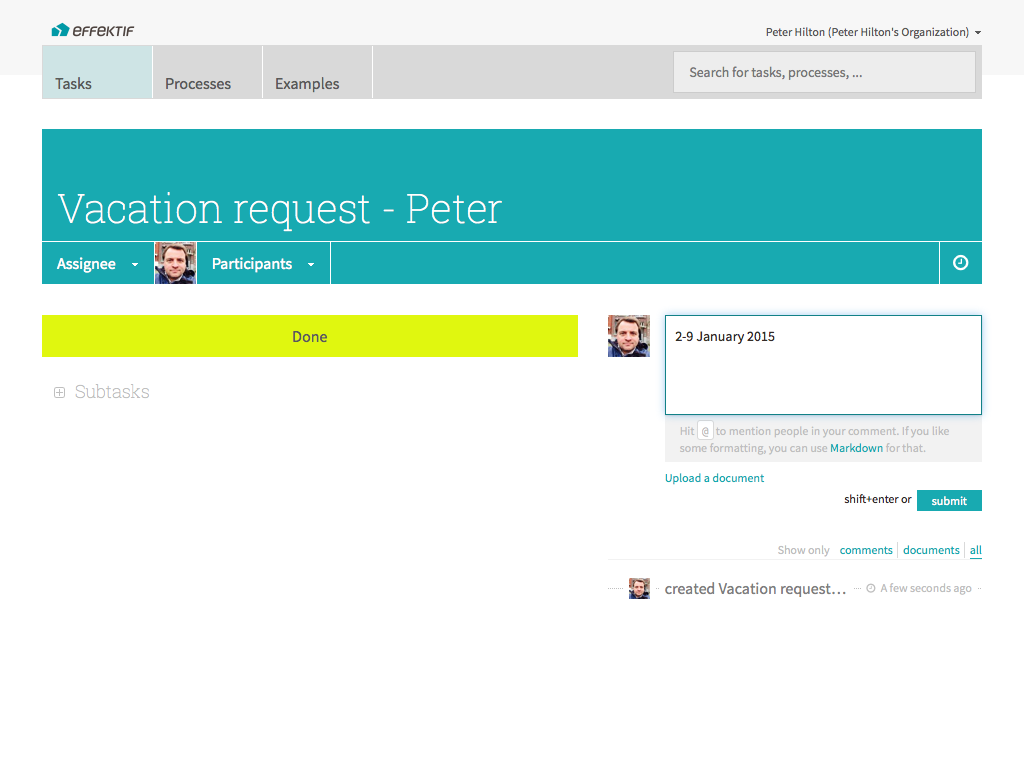 effektif
Peter Hilton (Peter Hilton's Organization)
Tasks
Processes
Examples
Search for tasks, processes, ...
Vacation request - Peter
Assignee
Participants
Done
2-9 January 2015
Subtasks
Hit @ to mention people in your comment. If you like
some formatting, you can use Markdown for that.
Upload a document
shift+enter or submit
Show only comments documents all
created Vacation request… A few seconds ago